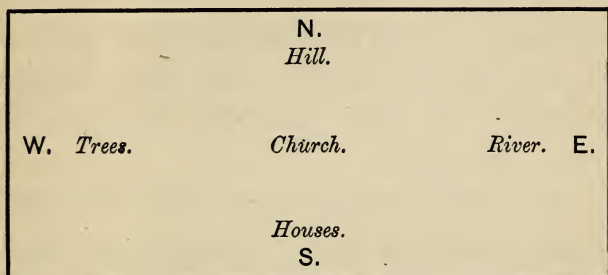 N.
Hill.
W. Trees. Church. River. E.
Houses.
S.